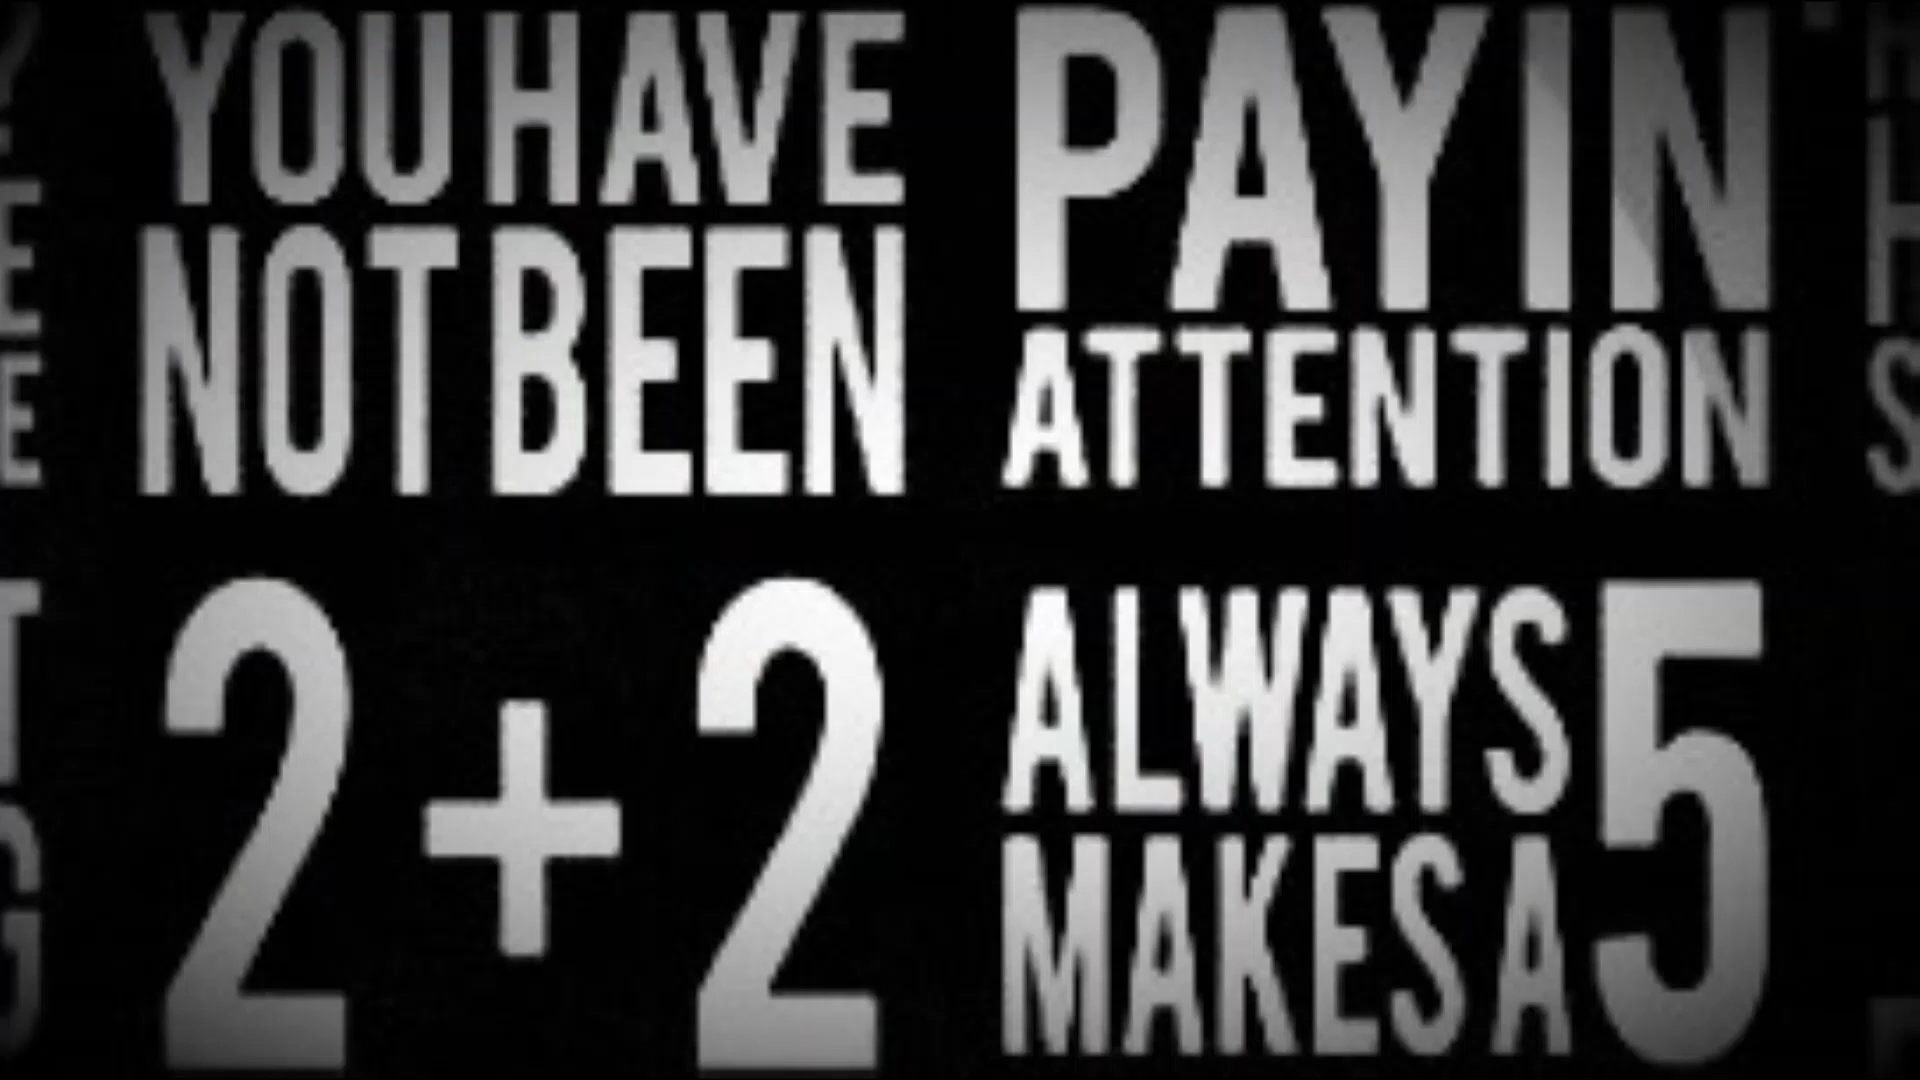 YOU HAVE
NOT BEEN
PAYIN
ATTENTION
2 + 2
ALWAYS
MAKES A
5